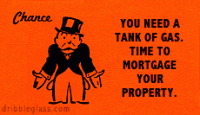 Chance
YOU NEED A
TANK OF GAS.
TIME TO
MORTGAGE
YOUR
PROPERTY.
dribbleglass.com